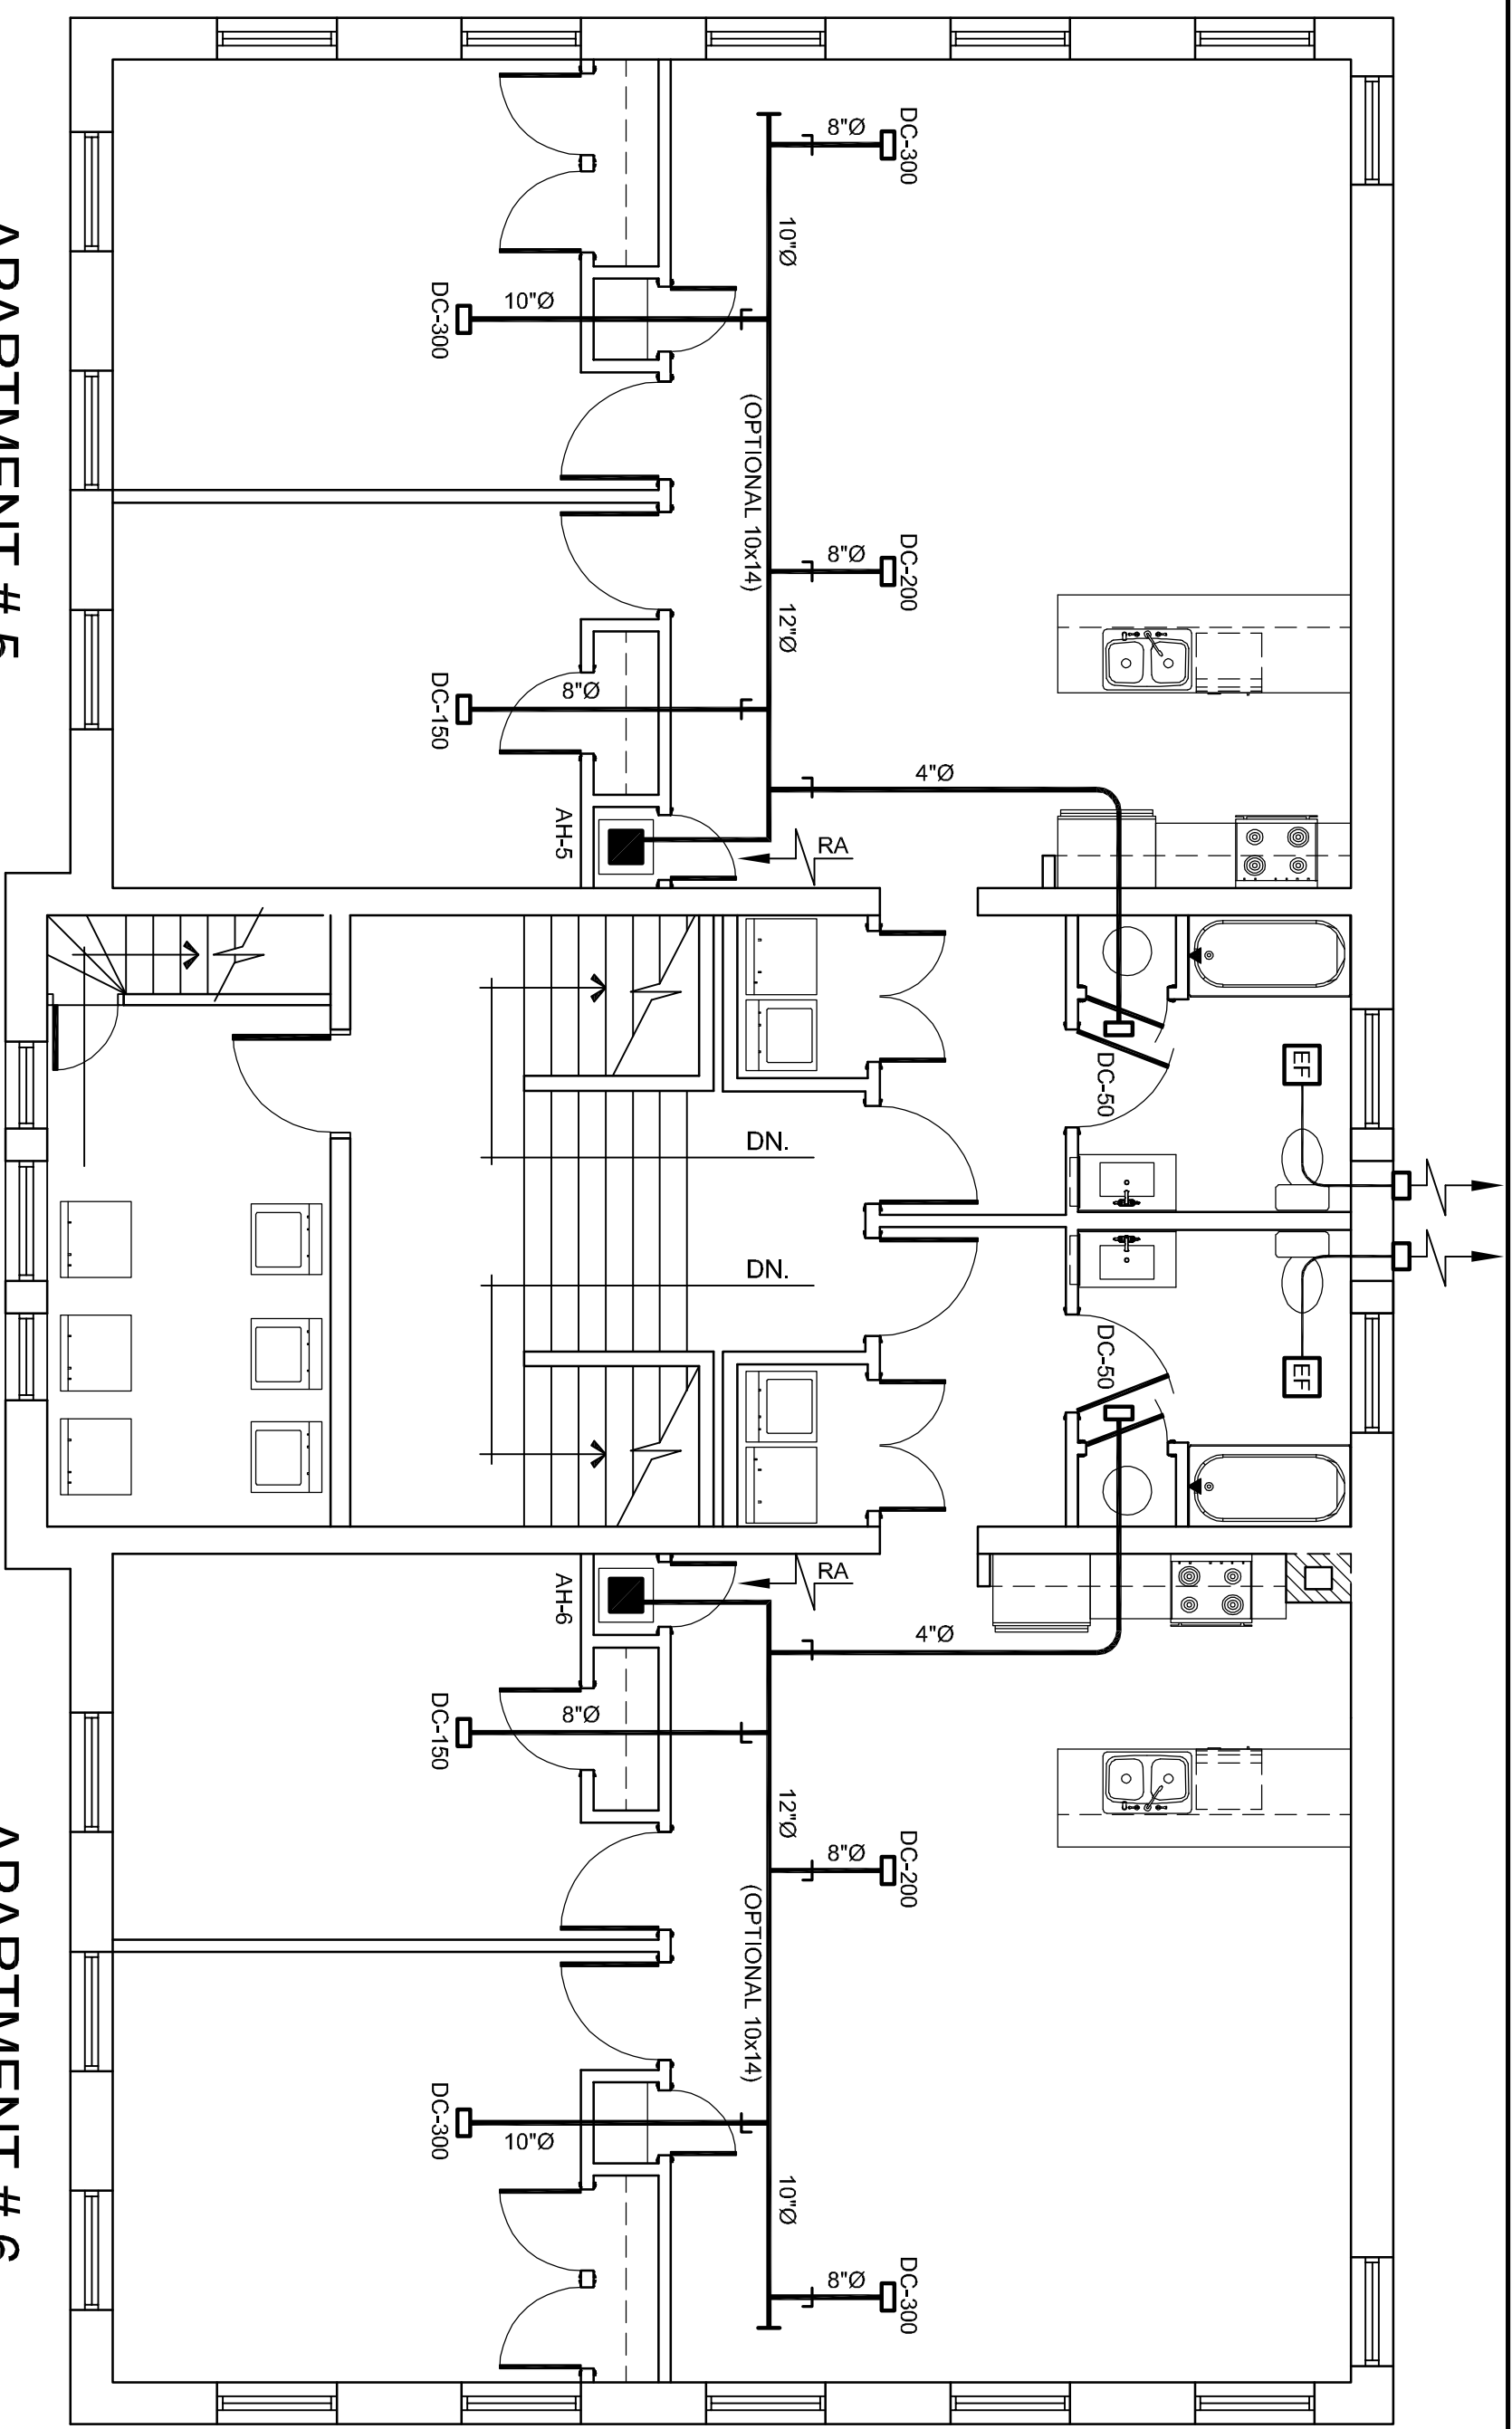 DC-300
8"Ø
10"Ø
DC-300
10"Ø
(OPTIONAL 10x14)
DC-200
8"Ø
12"Ø
DC-150
8"Ø
4"Ø
AH-5
RA
EF
DC-50
DN.
DN.
DC-50
EF
RA
AH-6
4"Ø
DC-150
8"Ø
12"Ø
DC-200
8"Ø
(OPTIONAL 10x14)
DC-300
10"Ø
10"Ø
DC-300
8"Ø
APARTMENT # 5
APARTMENT # 6